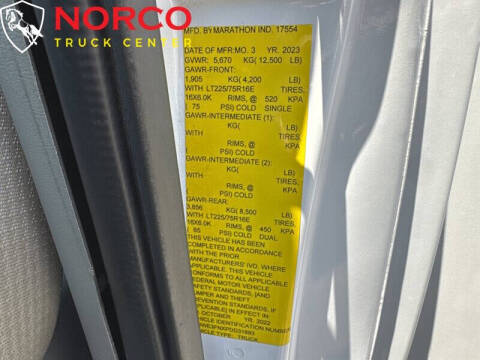 NORCO
TRUCK CENTER
MFD. BY MARATHON IND. 17554
DATE OF MFR: MO. 3 YR. 2023
GVWR: 5,670 KG( 12,500 LB)
GAWR-FRONT:
1,905 KG( 4,200 LB)
WITH LT225/75R16E TIRES,
16X6.0K RIMS, @ 520 KPA
( 75 PSI) COLD SINGLE
GAWR-INTERMEDIATE (1):
KG( LB)
WITH TIRES,
RIMS, @ KPA
( PSI) COLD
GAWR-INTERMEDIATE (2):
KG( LB)
WITH TIRES,
RIMS, @ KPA
( PSI) COLD
GAWR-REAR:
3,856 KG( 8,500 LB)
WITH LT225/75R16E TIRES,
16X6.0K RIMS, @ 450 KPA
( 65 PSI) COLD DUAL
THIS VEHICLE HAS BEEN
COMPLETED IN ACCORDANCE
WITH THE PRIOR
MANUFACTURERS' IVD. WHERE
APPLICABLE. THIS VEHICLE
CONFORMS TO ALL APPLICABLE
FEDERAL MOTOR VEHICLE
SAFETY STANDARDS, [AND
BUMPER AND THEFT
PREVENTION STANDARDS, IF
APPLICABLE] IN EFFECT IN
OCTOBER YR. 2022
VEHICLE IDENTIFICATION NUMBER
VEHICLE TYPE: TRUCK